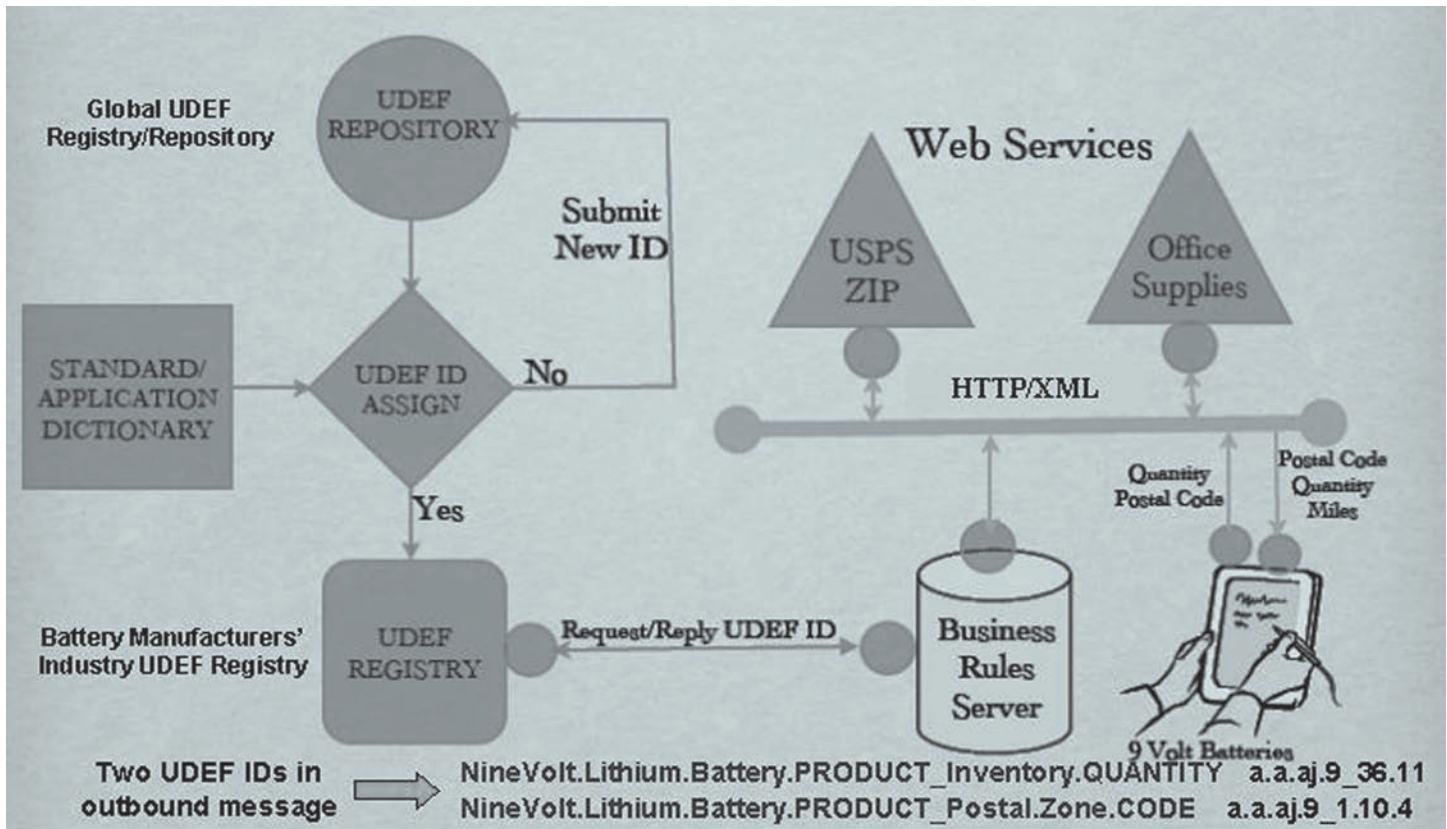 Global UDEF
Registry/Repository
UDEF
REPOSITORY
Submit
New ID
STANDARD/
APPLICATION
DICTIONARY
UDEF ID
ASSIGN
No
Yes
Web Services
USPS
ZIP
Office
Supplies
HTTP/XML
Quantity
Postal Code
Postal Code
Quantity
Miles
Battery Manufacturers'
Industry UDEF Registry
UDEF
REGISTRY
Request/Reply UDEF ID
Business
Rules
Server
9 Volt Batteries
Two UDEF IDs in
outbound message
NineVolt.Lithium.Battery.PRODUCT_Inventory.QUANTITY a.a.aj.9_36.11
NineVolt.Lithium.Battery.PRODUCT_Postal.Zone.CODE a.a.aj.9_1.10.4